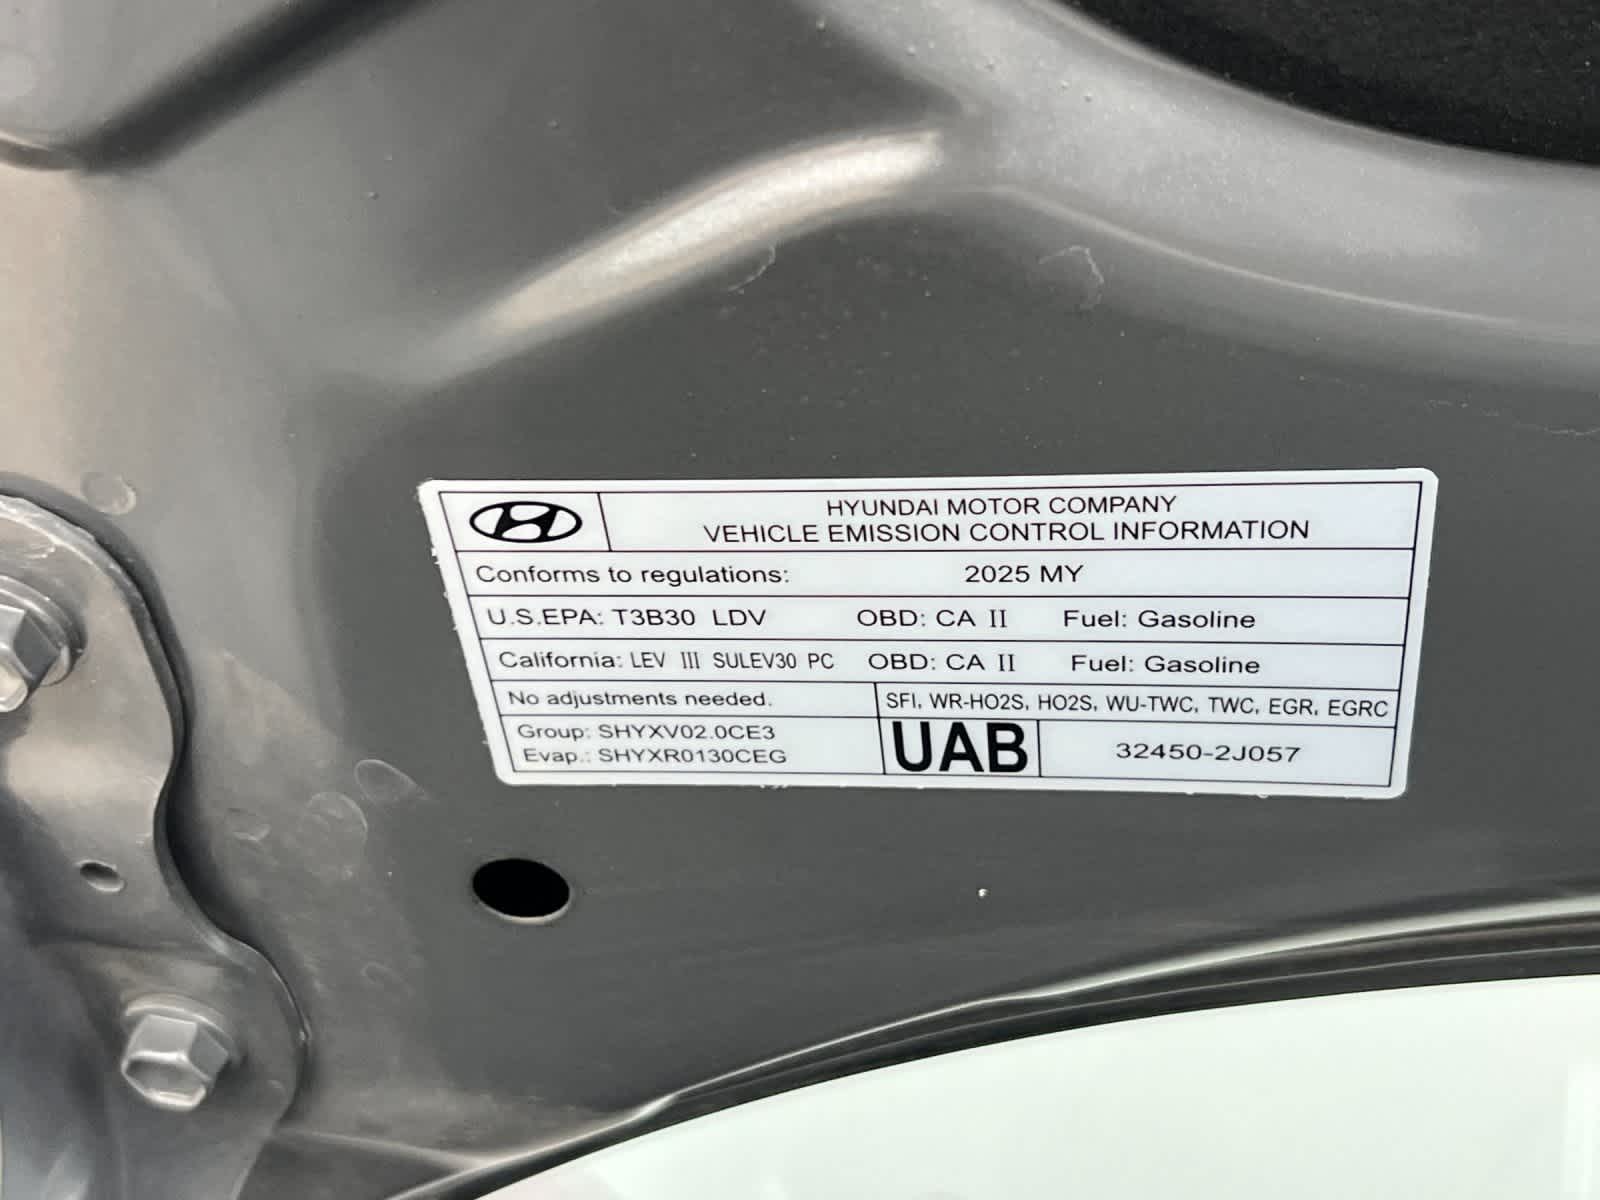 HYUNDAI MOTOR COMPANY
VEHICLE EMISSION CONTROL INFORMATION
Conforms to regulations: 2025 MY
U.S.EPA: T3B30 LDV OBD: CA II Fuel: Gasoline
California: LEV III SULEV30 PC OBD: CA II Fuel: Gasoline
No adjustments needed. SFI, WR-HO2S, HO2S, WU-TWC, TWC, EGR, EGRC
Group: SHYXV02.0CE3
Evap.: SHYXR0130CEG
UAB 32450-2J057